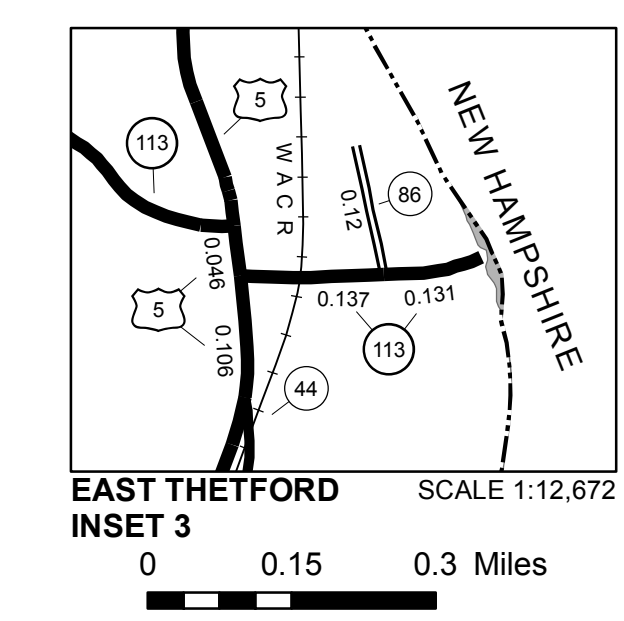 5
113
WACR
NEW HAMPSHIRE
86
0.12
0.046
5
0.137
0.131
0.106
113
44
EAST THETFORD
INSET 3
SCALE 1:12,672
0 0.15 0.3 Miles